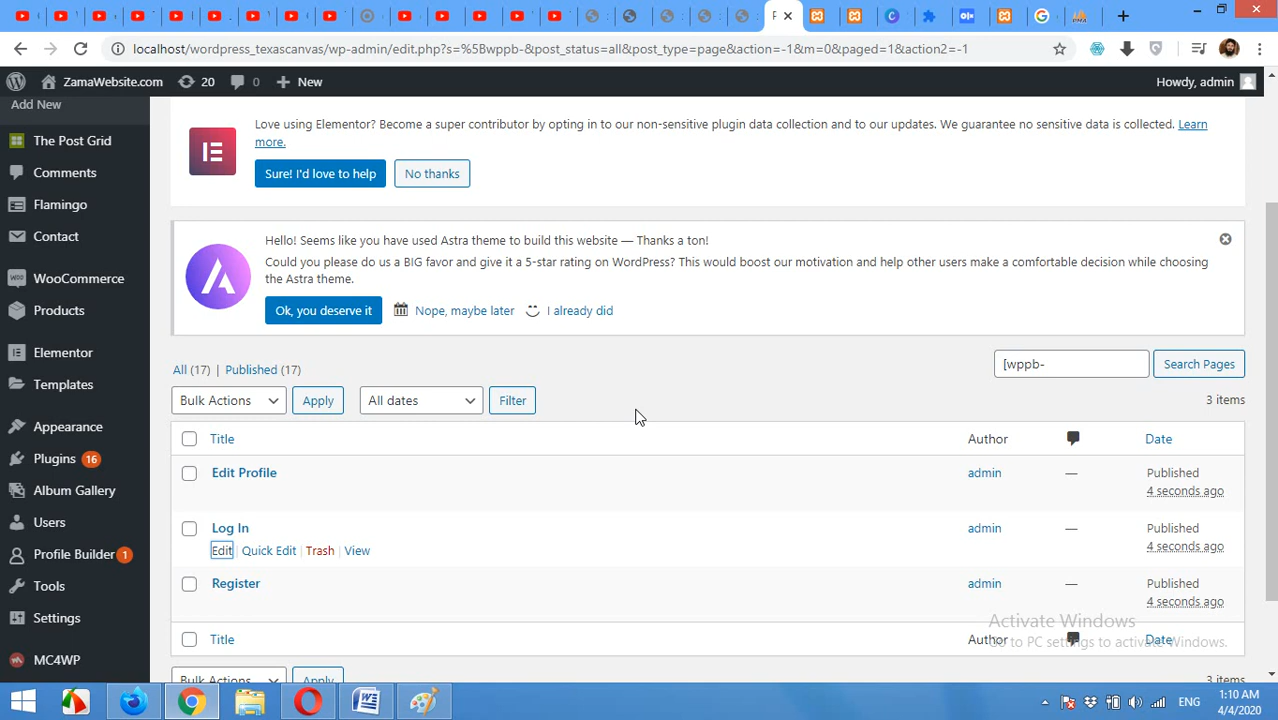 localhost/wordpress_texascanvas/wp-admin/edit.php?s=%5Bwppb-&post_status=all&post_type=page&action=-1&m=0&paged=1&action2=-1
ZamaWebsite.com 20 0 New Howdy, admin
Add New
The Post Grid
Comments
Flamingo
Contact
WooCommerce
Products
Elementor
Templates
Appearance
Plugins 16
Album Gallery
Users
Profile Builder 1
Tools
Settings
MC4WP
Love using Elementor? Become a super contributor by opting in to our non-sensitive plugin data collection and to our updates. We guarantee no sensitive data is collected. Learn
more.
Sure! I'd love to help No thanks
Hello! Seems like you have used Astra theme to build this website — Thanks a ton!
Could you please do us a BIG favor and give it a 5-star rating on WordPress? This would boost our motivation and help other users make a comfortable decision while choosing
the Astra theme.
Ok, you deserve it Nope, maybe later I already did
All (17) | Published (17)
[wppb- Search Pages
Bulk Actions Apply All dates Filter 3 items
Title Author Date
Edit Profile admin — Published
4 seconds ago
Log In admin — Published
Edit | Quick Edit | Trash | View 4 seconds ago
Register admin — Published
4 seconds ago
Title Author Date
Bulk Actions Apply 3 items
Activate Windows
Go to PC settings to activate Windows.
ENG
1:10 AM
4/4/2020